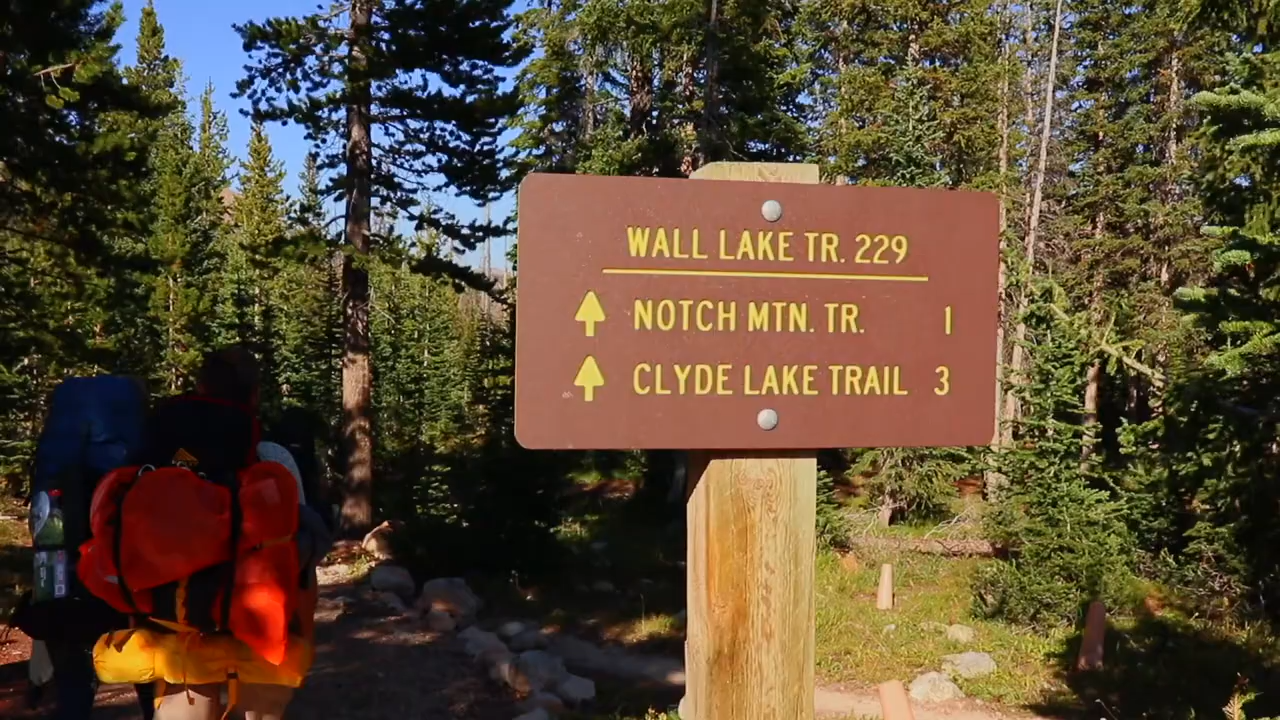 WALL LAKE TR. 229
NOTCH MTN. TR. 1
CLYDE LAKE TRAIL 3